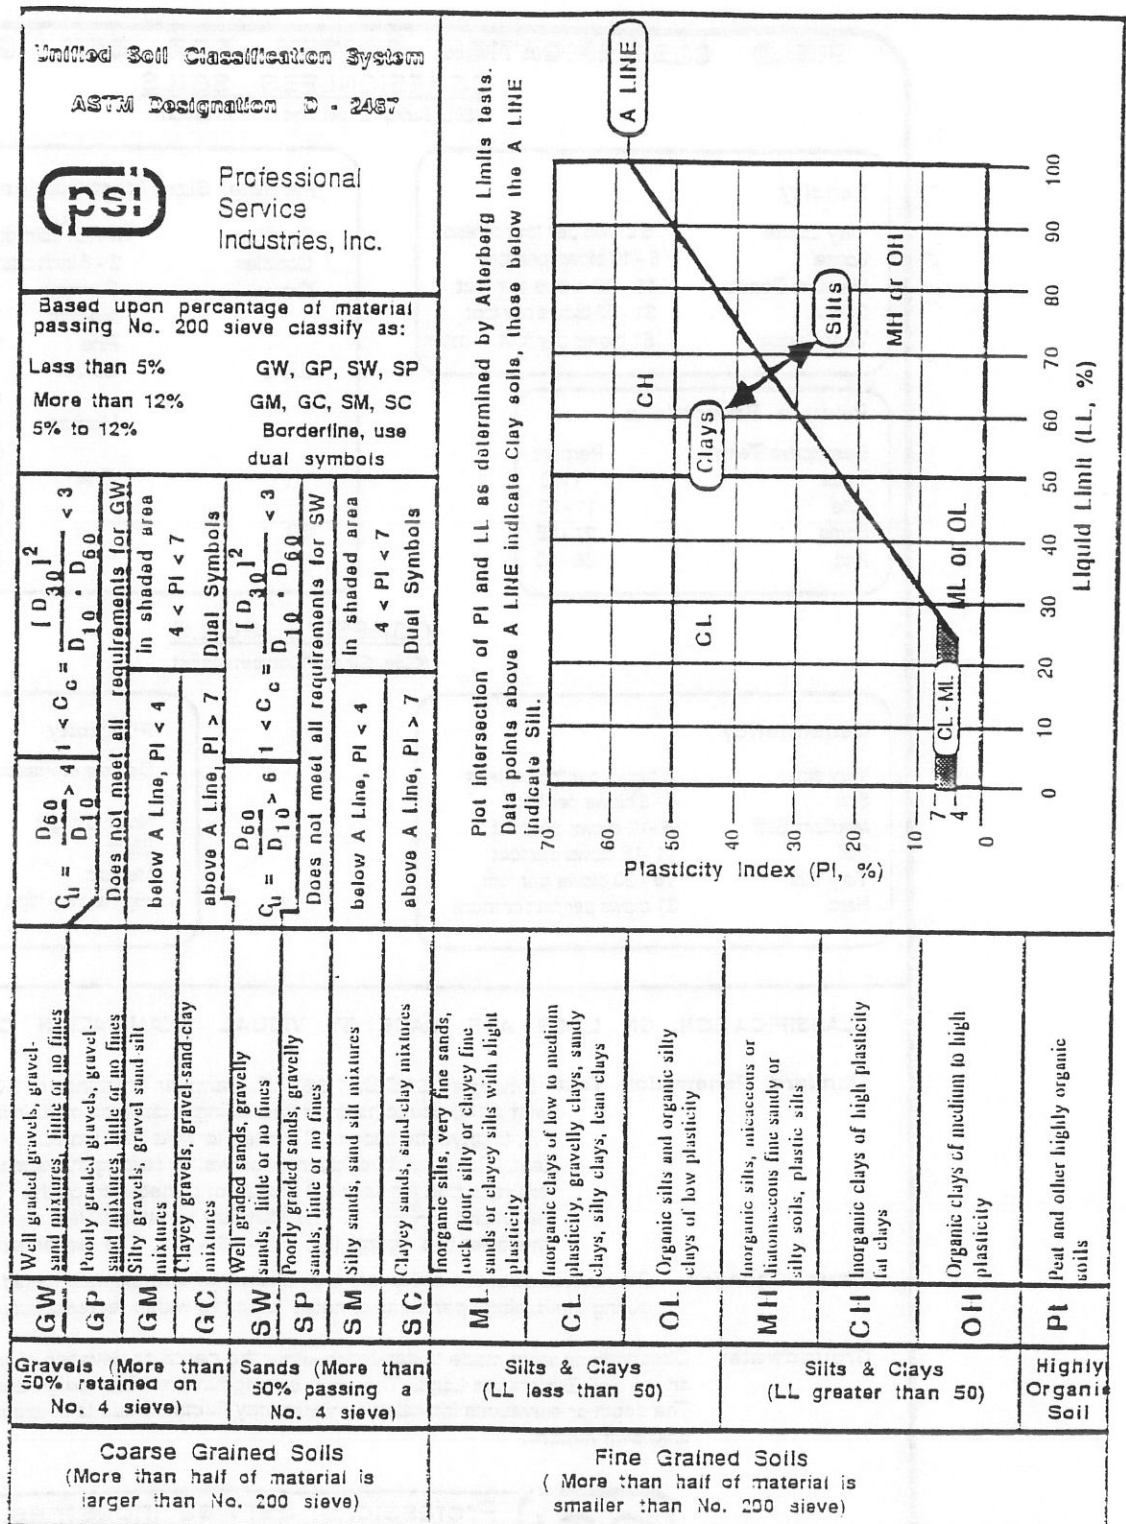 Unified Soil Classification System
ASTM Designation D - 2487
psi
Professional
Service
Industries, Inc.
Based upon percentage of material
passing No. 200 sieve classify as:
Less than 5% GW, GP, SW, SP
More than 12% GM, GC, SM, SC
5% to 12% Borderline, use
dual symbols
C_u = D_60 / D_10 > 4
1 < C_c = [D_30]^2 / D_10 · D_60 < 3
Does not meet all requirements for GW
below A Line, PI < 4
above A Line, PI > 7
In shaded area
4 < PI < 7
Dual Symbols
C_u = D_60 / D_10 > 6
1 < C_c = [D_30]^2 / D_10 · D_60 < 3
Does not meet all requirements for SW
below A Line, PI < 4
above A Line, PI > 7
In shaded area
4 < PI < 7
Dual Symbols
Plot intersection of PI and LL as determined by Atterberg Limits tests.
Data points above A LINE indicate Clay soils, those below the A LINE
indicate Silt.
A LINE
CH
Clays
Silts
MH or OH
CL
ML or OL
CL - ML
70
60
50
40
30
20
10
7
4
0
Plasticity Index (PI, %)
0
10
20
30
40
50
60
70
80
90
100
Liquid Limit (LL, %)
GW
Well graded gravels, gravel-
sand mixtures, little or no fines
GP
Poorly graded gravels, gravel-
sand mixtures, little or no fines
GM
Silty gravels, gravel sand silt
mixtures
GC
Clayey gravels, gravel-sand-clay
mixtures
SW
Well graded sands, gravelly
sands, little or no fines
SP
Poorly graded sands, gravelly
sands, little or no fines
SM
Silty sands, sand silt mixtures
SC
Clayey sands, sand-clay mixtures
ML
Inorganic silts, very fine sands,
rock flour, silty or clayey fine
sands or clayey silts with slight
plasticity
CL
Inorganic clays of low to medium
plasticity, gravelly clays, sandy
clays, silty clays, lean clays
OL
Organic silts and organic silty
clays of low plasticity
MH
Inorganic silts, micaceous or
diatomaceous fine sandy or
silty soils, plastic silts
CH
Inorganic clays of high plasticity
fat clays
OH
Organic clays of medium to high
plasticity
Pt
Peat and other highly organic
soils
Gravels (More than
50% retained on
No. 4 sieve)
Sands (More than
50% passing a
No. 4 sieve)
Silts & Clays
(LL less than 50)
Silts & Clays
(LL greater than 50)
Highly
Organic
Soil
Coarse Grained Soils
(More than half of material is
larger than No. 200 sieve)
Fine Grained Soils
( More than half of material is
smaller than No. 200 sieve)